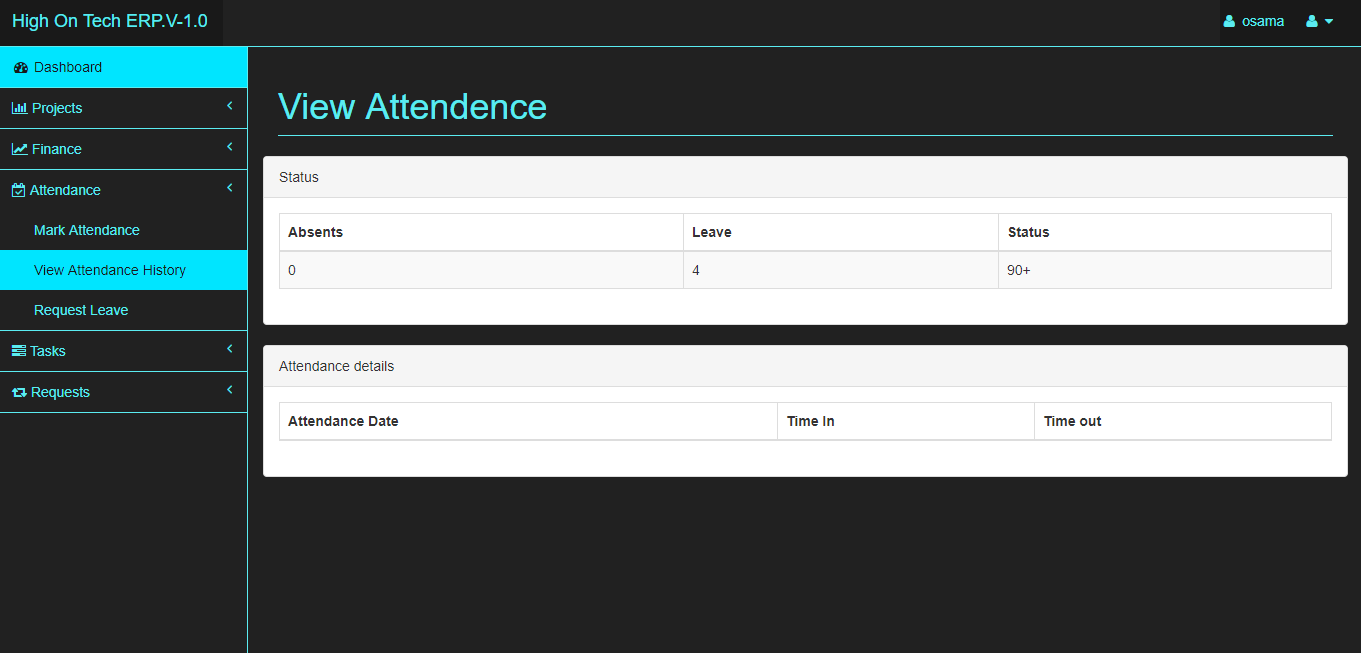 High On Tech ERP.V-1.0
osama
Dashboard
Projects
Finance
Attendance
Mark Attendance
View Attendance History
Request Leave
Tasks
Requests
View Attendence
Status
Absents Leave Status
0 4 90+
Attendance details
Attendance Date Time In Time out